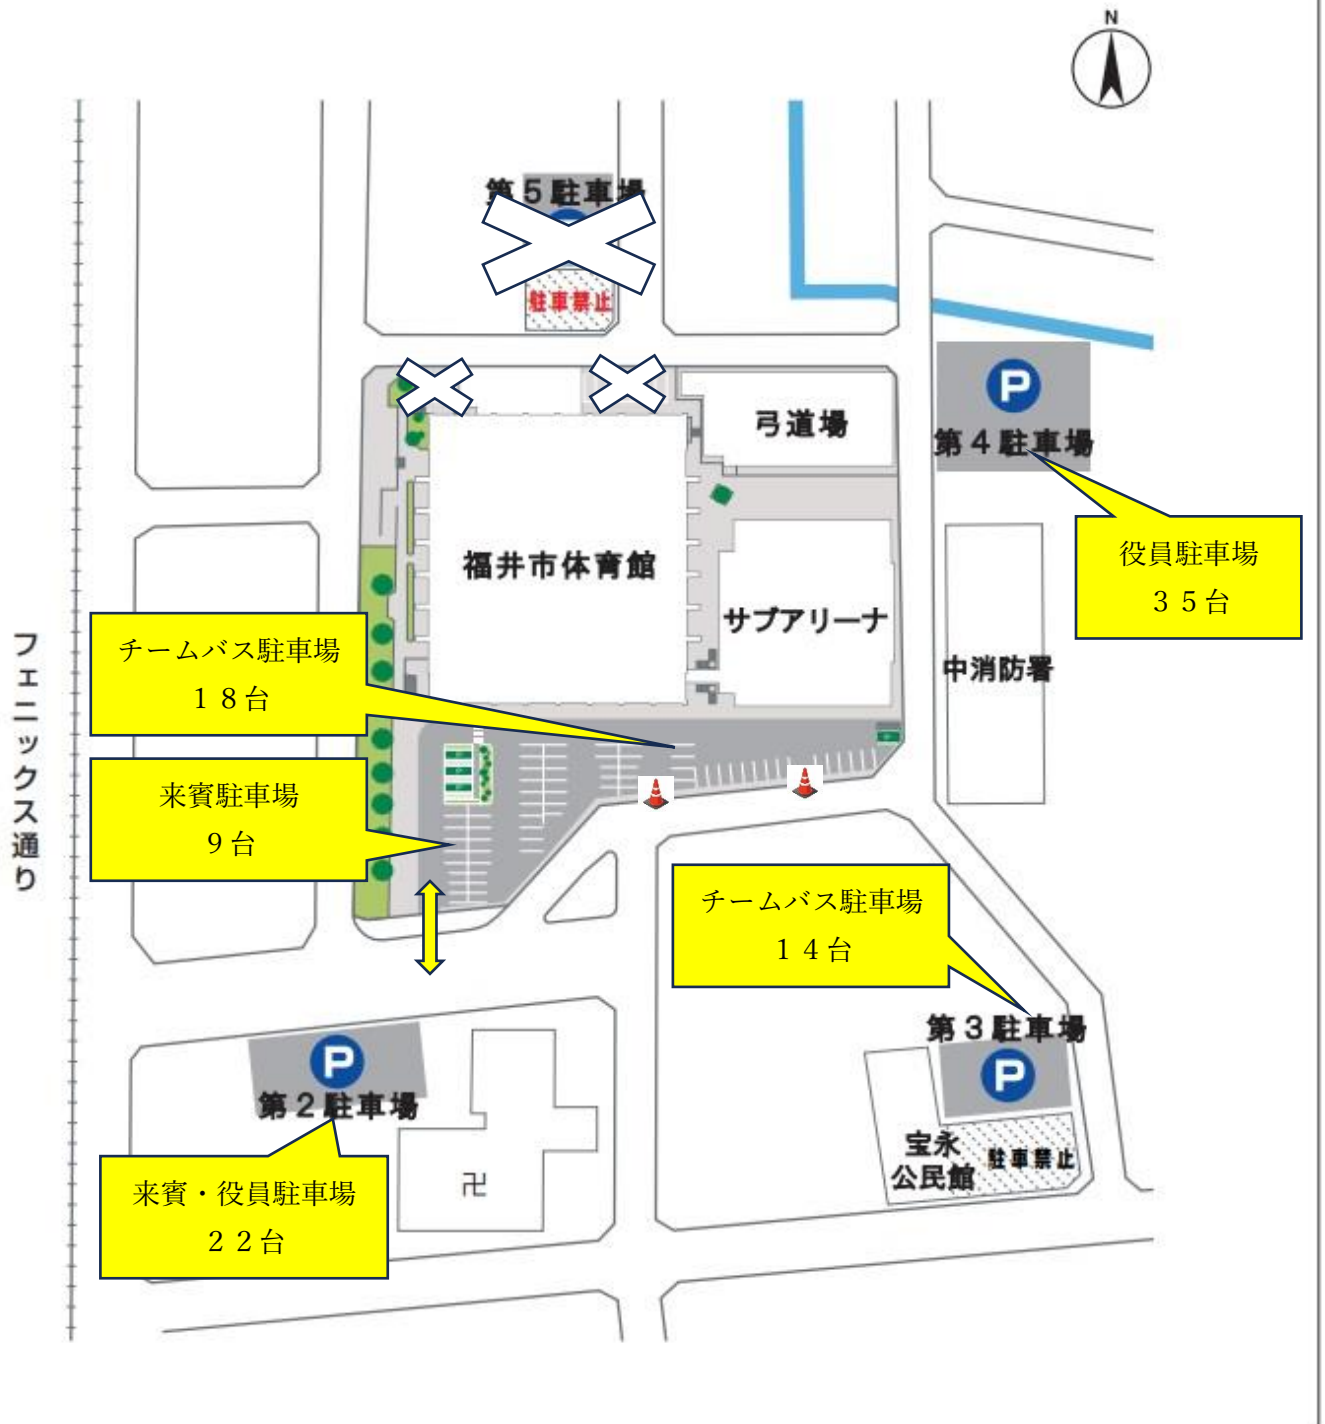 N
第５駐車場
駐車禁止
P
第４駐車場
弓道場
役員駐車場
３５台
福井市体育館
サブアリーナ
中消防署
チームバス駐車場
１８台
来賓駐車場
９台
フェニックス通り
チームバス駐車場
１４台
第３駐車場
P
宝永
公民館
駐車禁止
P
第２駐車場
来賓・役員駐車場
２２台
卍